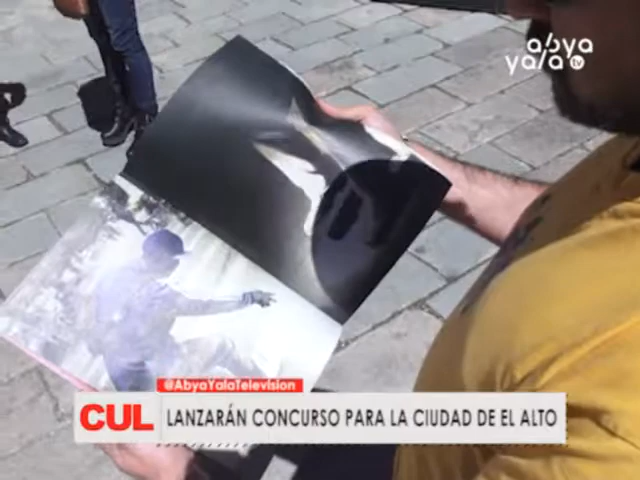 abya
yala tv
@AbyaYalaTelevision
CUL
LANZARÁN CONCURSO PARA LA CIUDAD DE EL ALTO